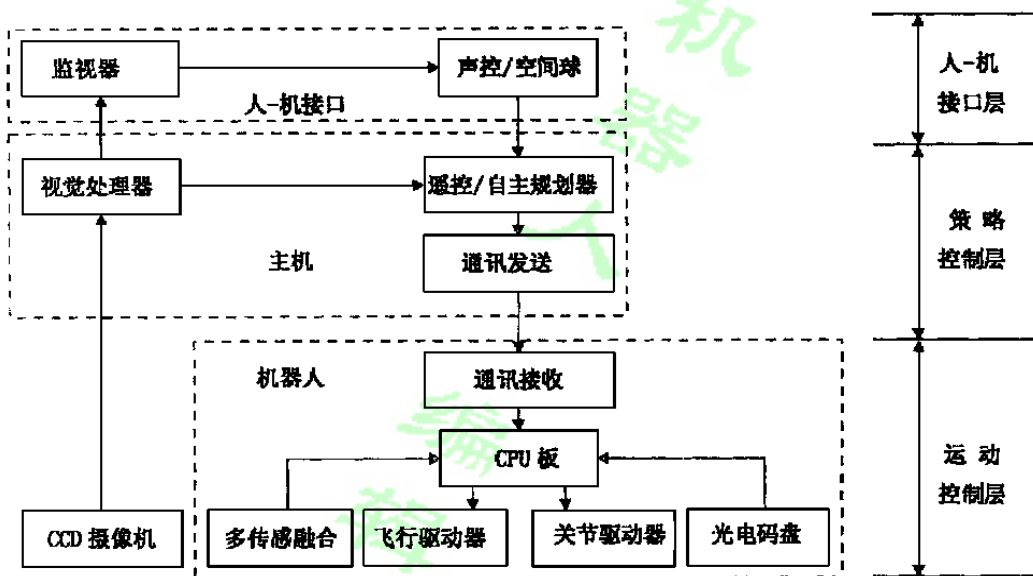 机
器
人
编
监视器
声控/空间球
人-机接口
人-机
接口层
视觉处理器
遥控/自主规划器
主机
通讯发送
策 略
控制层
机器人
通讯接收
CPU 板
运 动
控制层
CCD 摄像机
多传感融合
飞行驱动器
关节驱动器
光电码盘